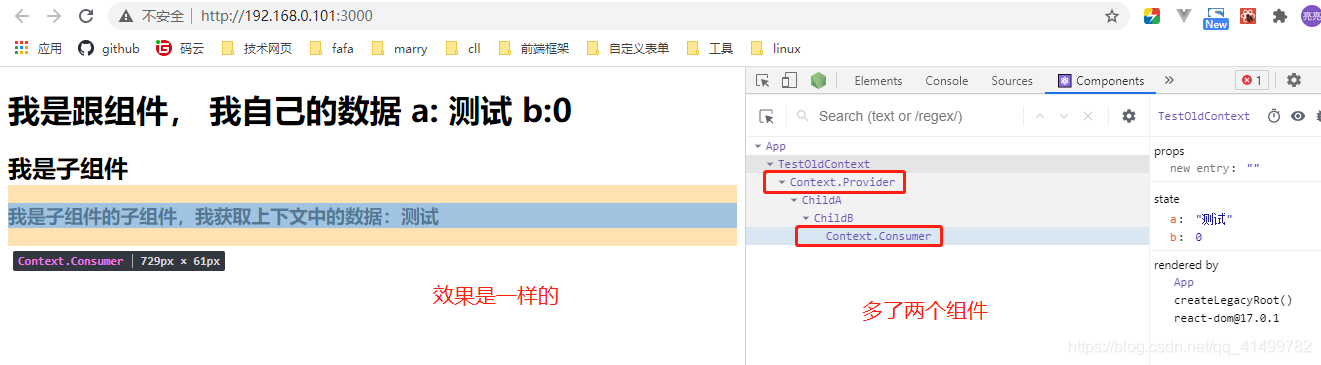 不安全 http://192.168.0.101:3000 New 亮亮
应用 github 码云 技术网页 fafa marry cll 前端框架 自定义表单 工具 linux
我是跟组件， 我自己的数据 a: 测试 b:0
我是子组件
我是子组件的子组件，我获取上下文中的数据：测试
Context.Consumer 729px × 61px
效果是一样的
Elements Console Sources Components 1
Search (text or /regex/)
App
TestOldContext
Context.Provider
ChildA
ChildB
Context.Consumer
多了两个组件
TestOldContext
props
new entry: ""
state
a: "测试"
b: 0
rendered by
App
createLegacyRoot()
react-dom@17.0.1
https://blog.csdn.net/qq_41499782